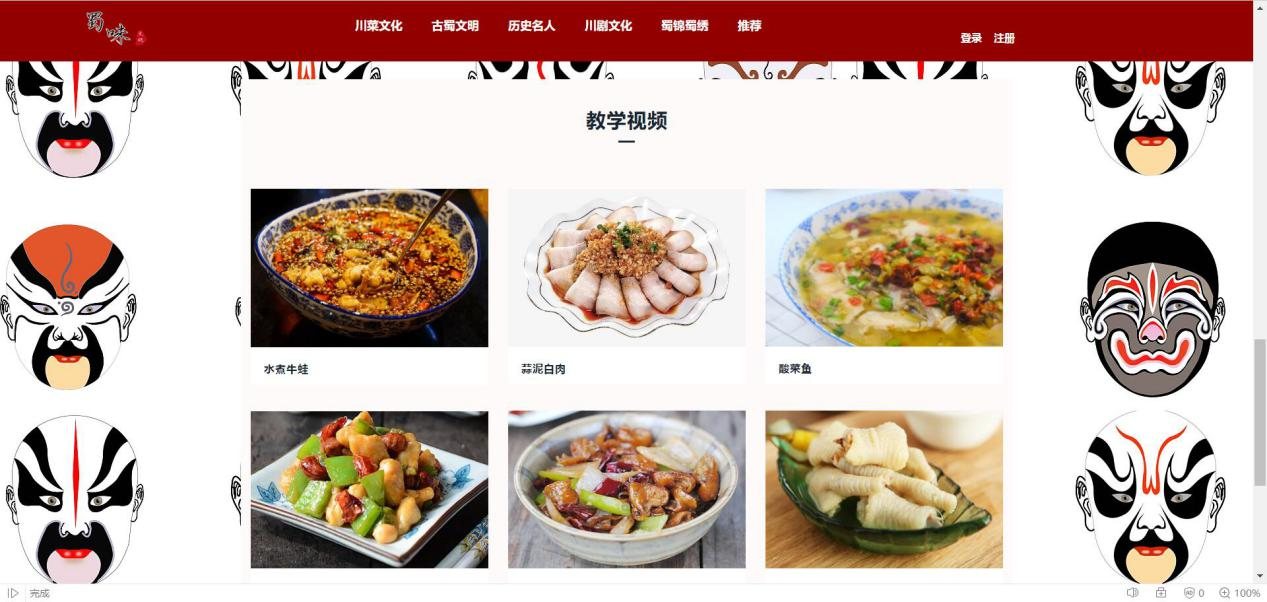 蜀味
川菜文化 古蜀文明 历史名人 川剧文化 蜀锦蜀绣 推荐
登录 注册
教学视频
水煮牛蛙 蒜泥白肉 酸菜鱼
完成 0 100%